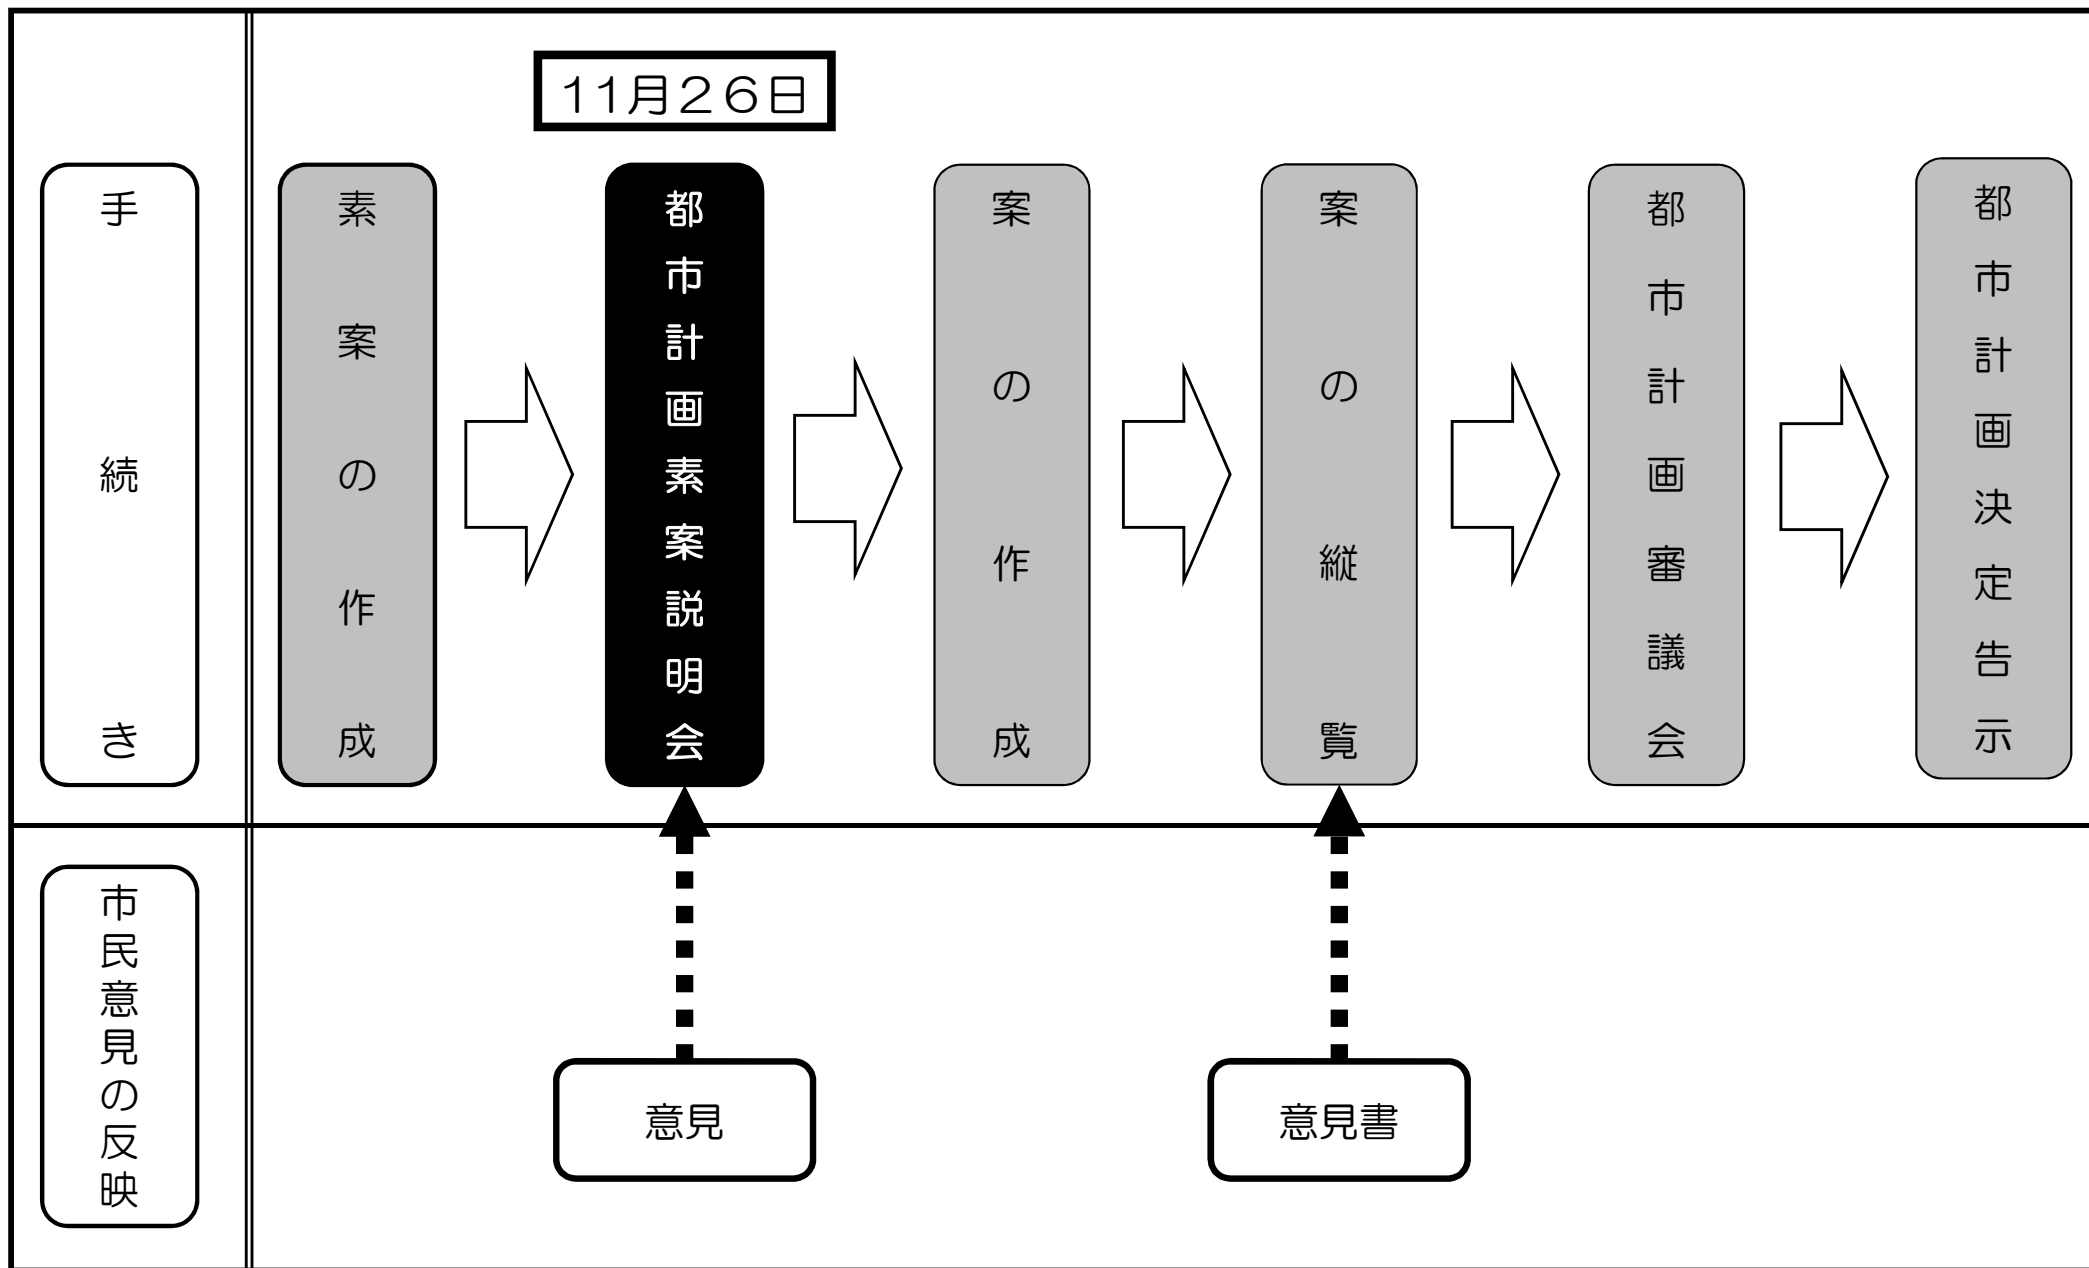 11月26日
手続き
素案の作成
都市計画素案説明会
案の作成
案の縦覧
都市計画審議会
都市計画決定告示
市民意見の反映
意見
意見書